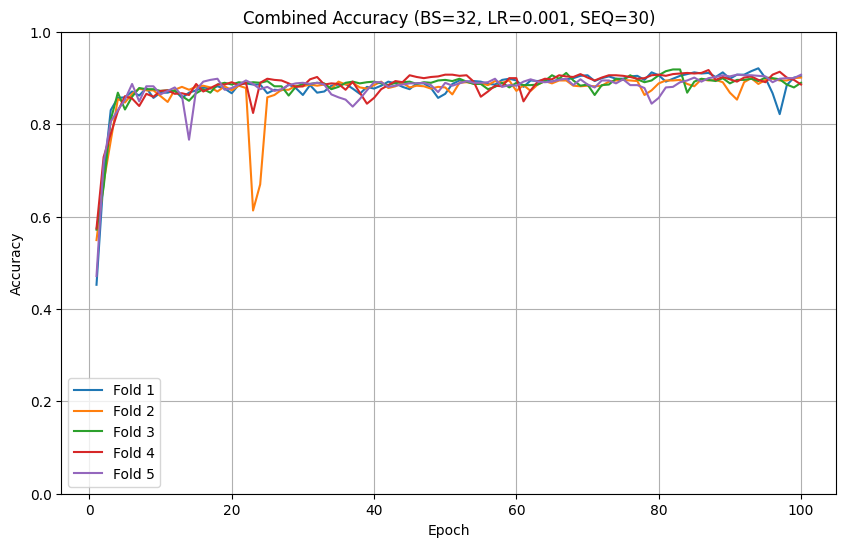 Combined Accuracy (BS=32, LR=0.001, SEQ=30)
1.0
0.8
0.6
0.4
0.2
0.0
Accuracy
Fold 1
Fold 2
Fold 3
Fold 4
Fold 5
0 20 40 60 80 100
Epoch